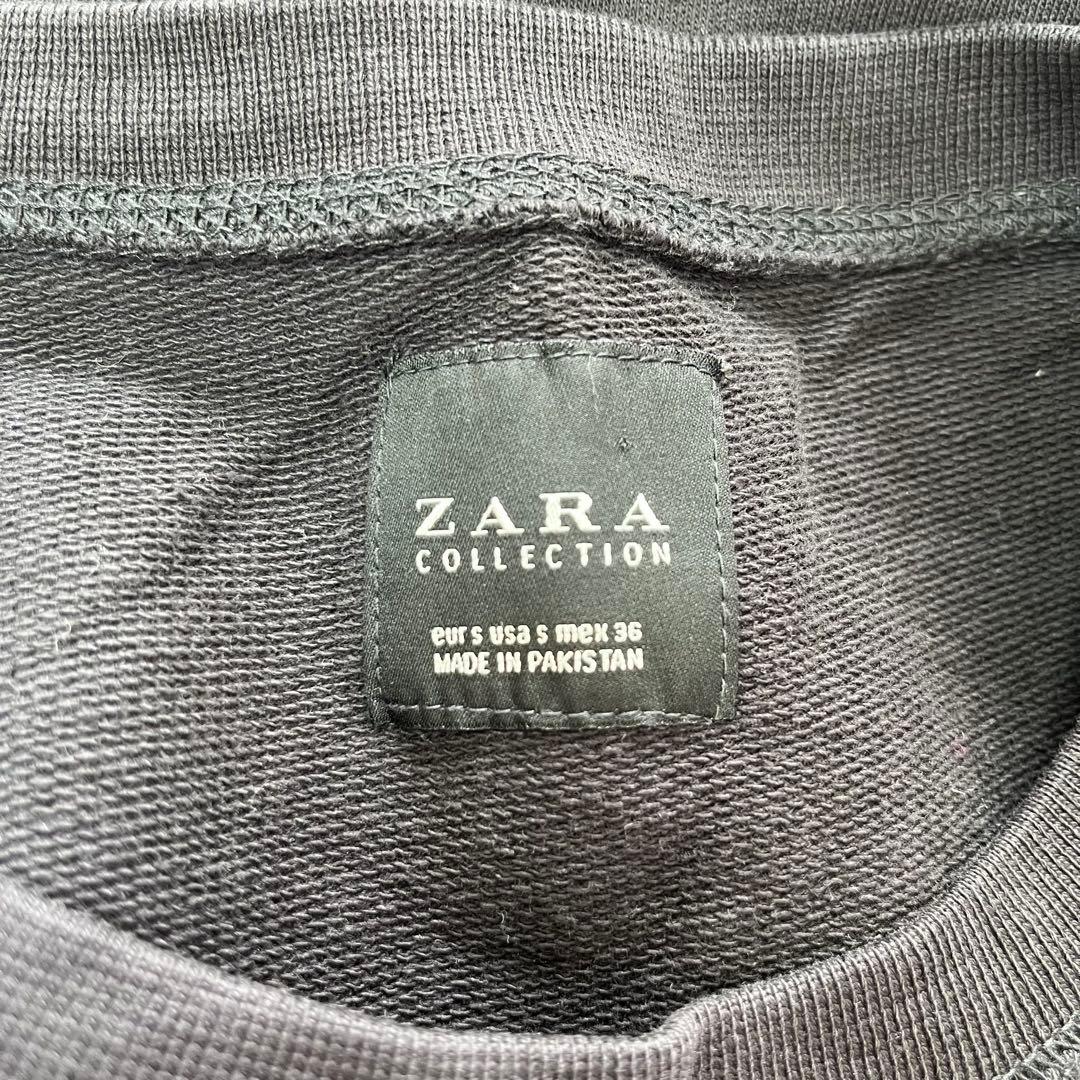 ZARA
COLLECTION
eur s usa s mex 36
MADE IN PAKISTAN